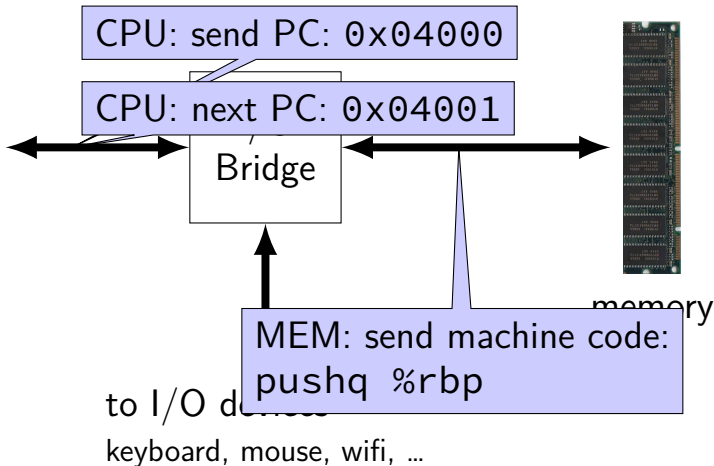 CPU: send PC: 0x04000
CPU: next PC: 0x04001
Bridge
memory
MEM: send machine code:
pushq %rbp
to I/O devices
keyboard, mouse, wifi, …